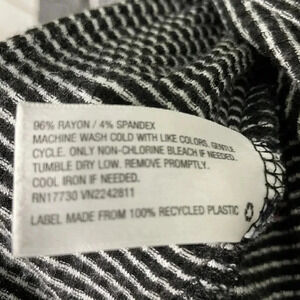 96% RAYON / 4% SPANDEX
MACHINE WASH COLD WITH LIKE COLORS. GENTLE
CYCLE. ONLY NON-CHLORINE BLEACH IF NEEDED.
TUMBLE DRY LOW. REMOVE PROMPTLY.
COOL IRON IF NEEDED.
RN17730 VN2242811
LABEL MADE FROM 100% RECYCLED PLASTIC